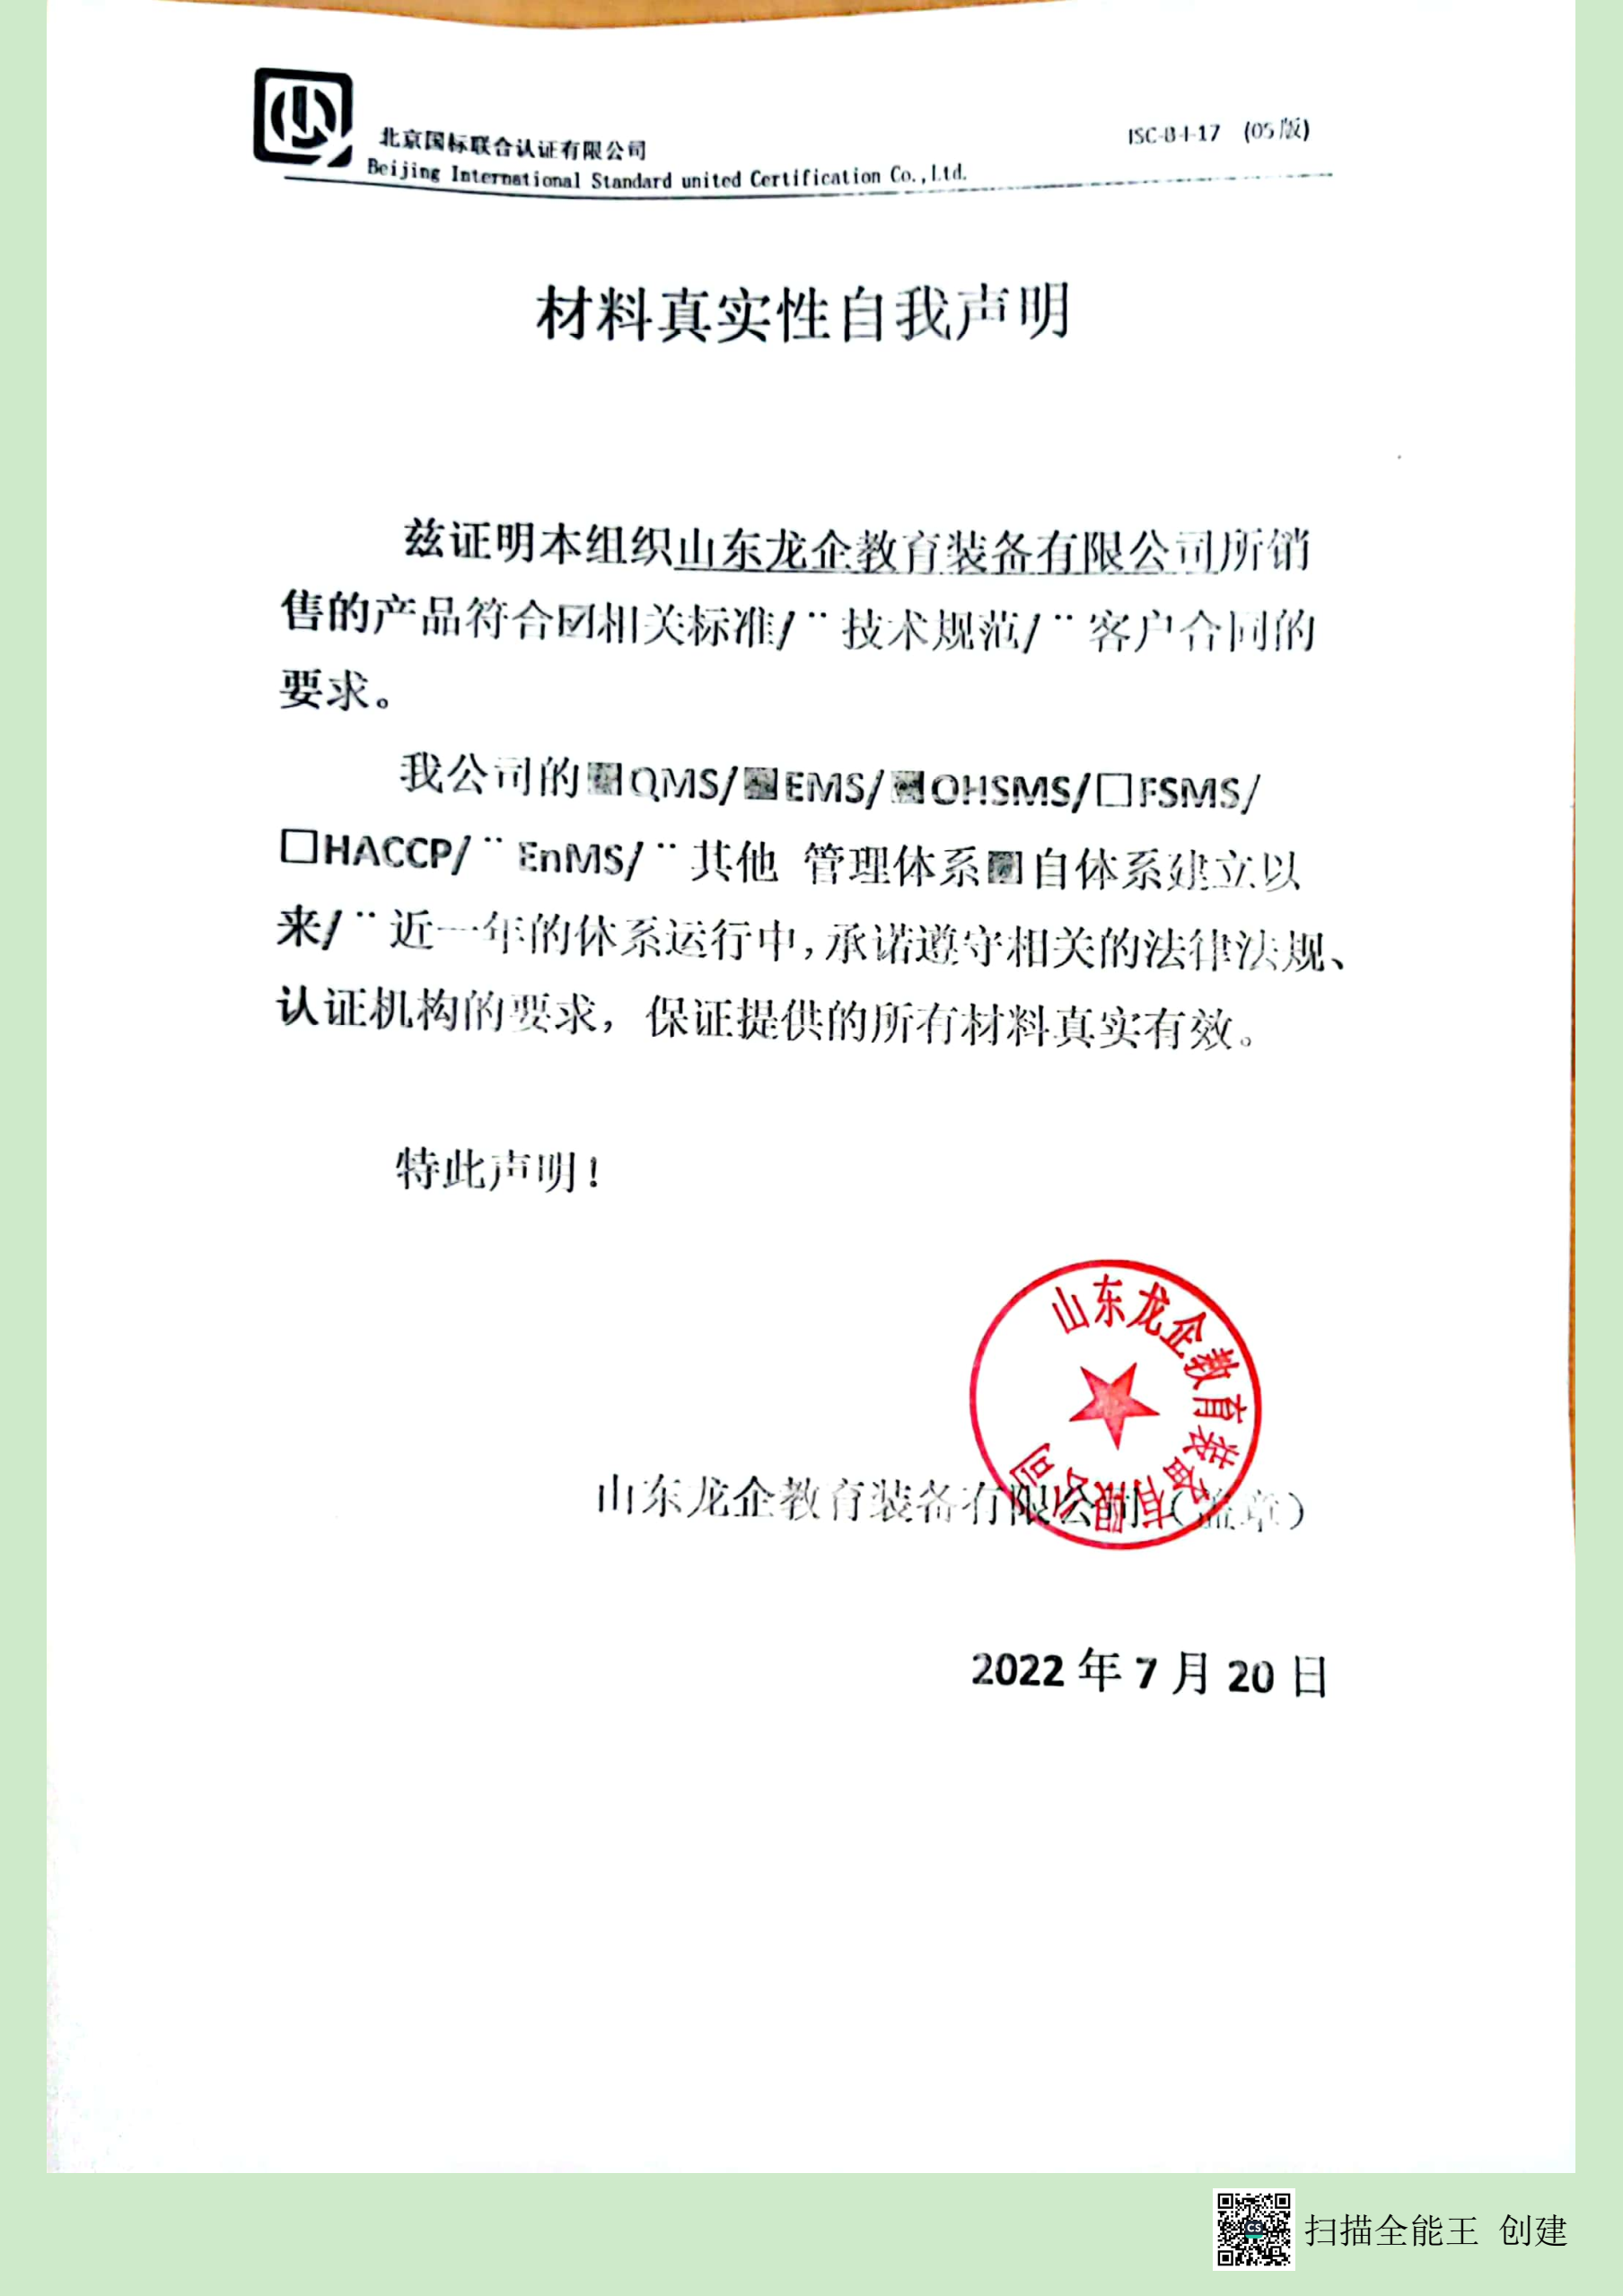 北京国标联合认证有限公司
Beijing International Standard united Certification Co.,Ltd.
ISC-B-I-17 (05版)
材料真实性自我声明
兹证明本组织山东龙企教育装备有限公司所销
售的产品符合☑相关标准/¨技术规范/¨客户合同的
要求。
我公司的■QMS/■EMS/■OHSMS/□FSMS/
□HACCP/¨EnMS/¨其他 管理体系■自体系建立以
来/¨近一年的体系运行中,承诺遵守相关的法律法规、
认证机构的要求，保证提供的所有材料真实有效。
特此声明！
山东龙企教育装备有限公司
山东龙企教育装备有限公司（盖章）
2022 年 7 月 20 日
CS
扫描全能王 创建